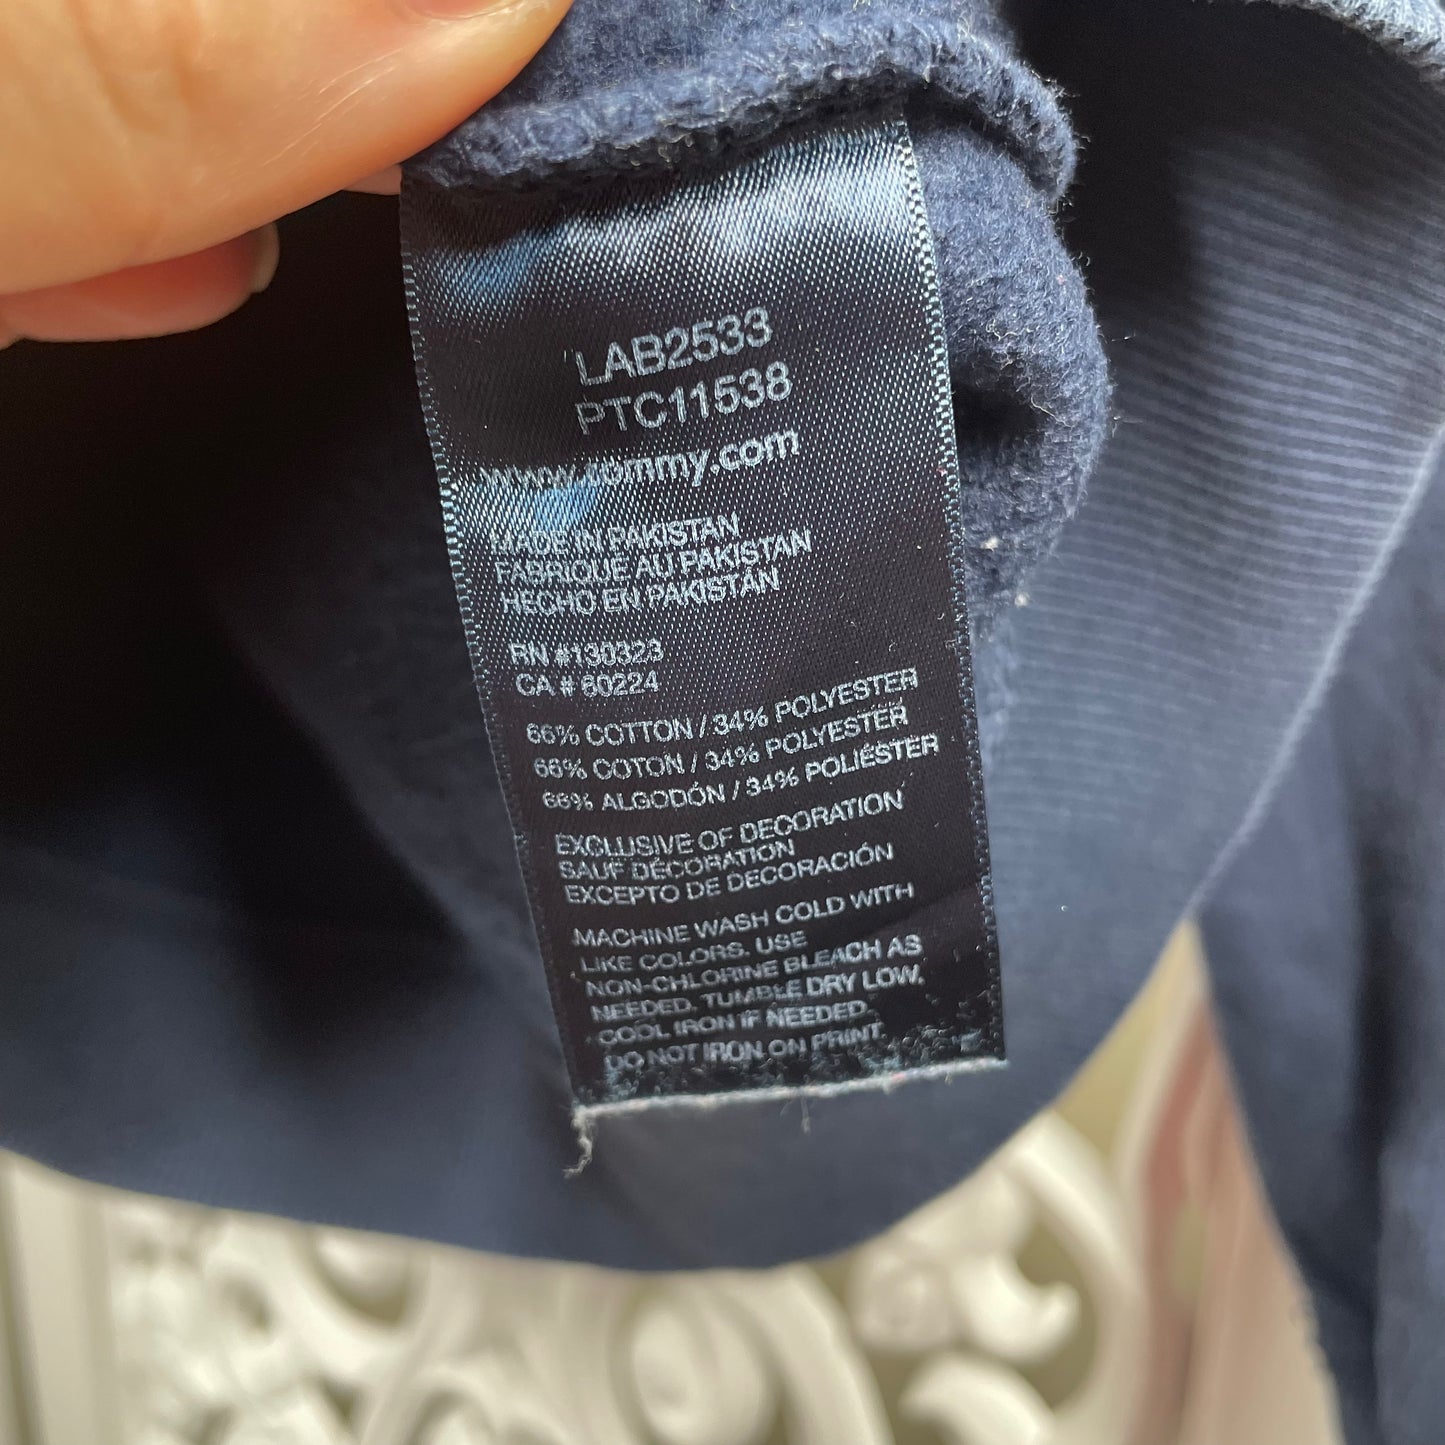 LAB2533
PTC11538
www.tommy.com
MADE IN PAKISTAN
FABRIQUE AU PAKISTAN
HECHO EN PAKISTÁN
RN #130323
CA # 60224
66% COTTON / 34% POLYESTER
66% COTON / 34% POLYESTER
66% ALGODÓN / 34% POLIÉSTER
EXCLUSIVE OF DECORATION
SAUF DÉCORATION
EXCEPTO DE DECORACIÓN
MACHINE WASH COLD WITH
LIKE COLORS. USE
NON-CHLORINE BLEACH AS
NEEDED. TUMBLE DRY LOW.
COOL IRON IF NEEDED.
DO NOT IRON ON PRINT.